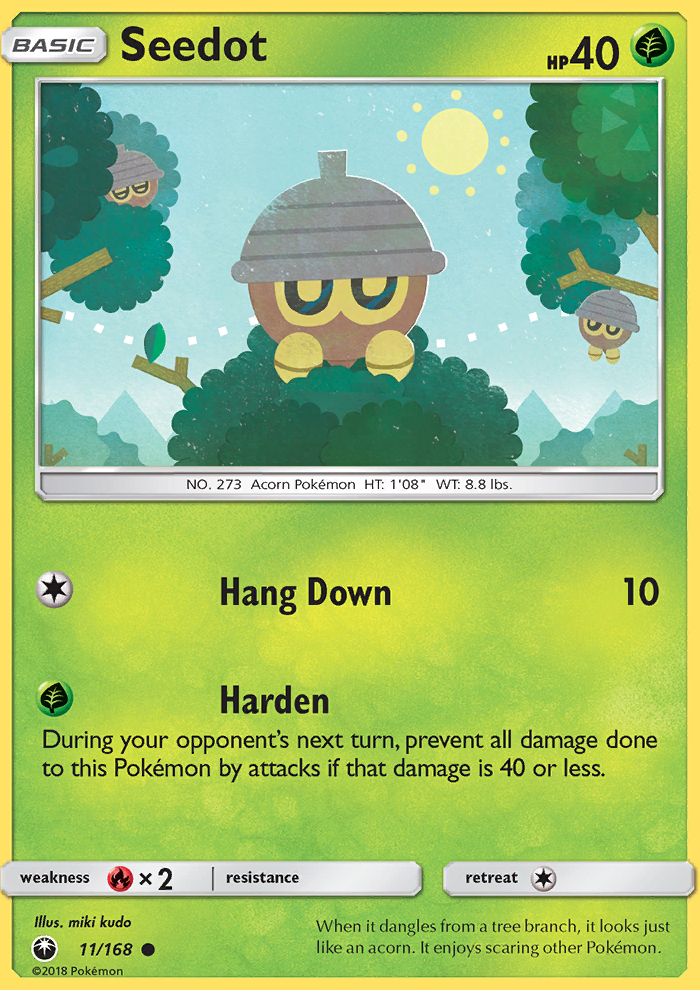 BASIC Seedot HP40
NO. 273 Acorn Pokémon HT: 1'08" WT: 8.8 lbs.
Hang Down 10
Harden
During your opponent's next turn, prevent all damage done
to this Pokémon by attacks if that damage is 40 or less.
weakness × 2 resistance retreat
Illus. miki kudo
11/168
©2018 Pokémon
When it dangles from a tree branch, it looks just
like an acorn. It enjoys scaring other Pokémon.